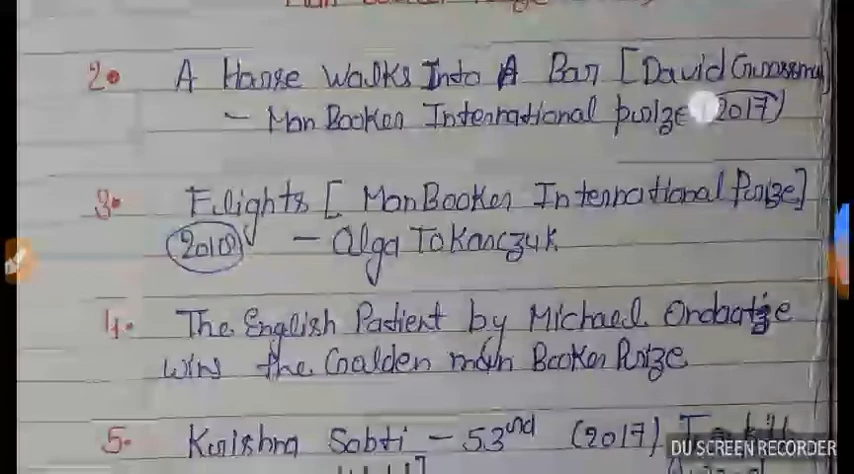 2. A Horse Walks Into A Bar [David Grossman]
- Man Booker International prize (2017)
3. Flights [Man Booker International Prize]
2018 - Olga Tokarczuk
4. The English Patient by Michael Ondaatje
wins the Golden man Booker Prize
5. Krishna Sobti - 53nd (2017)
DU SCREEN RECORDER